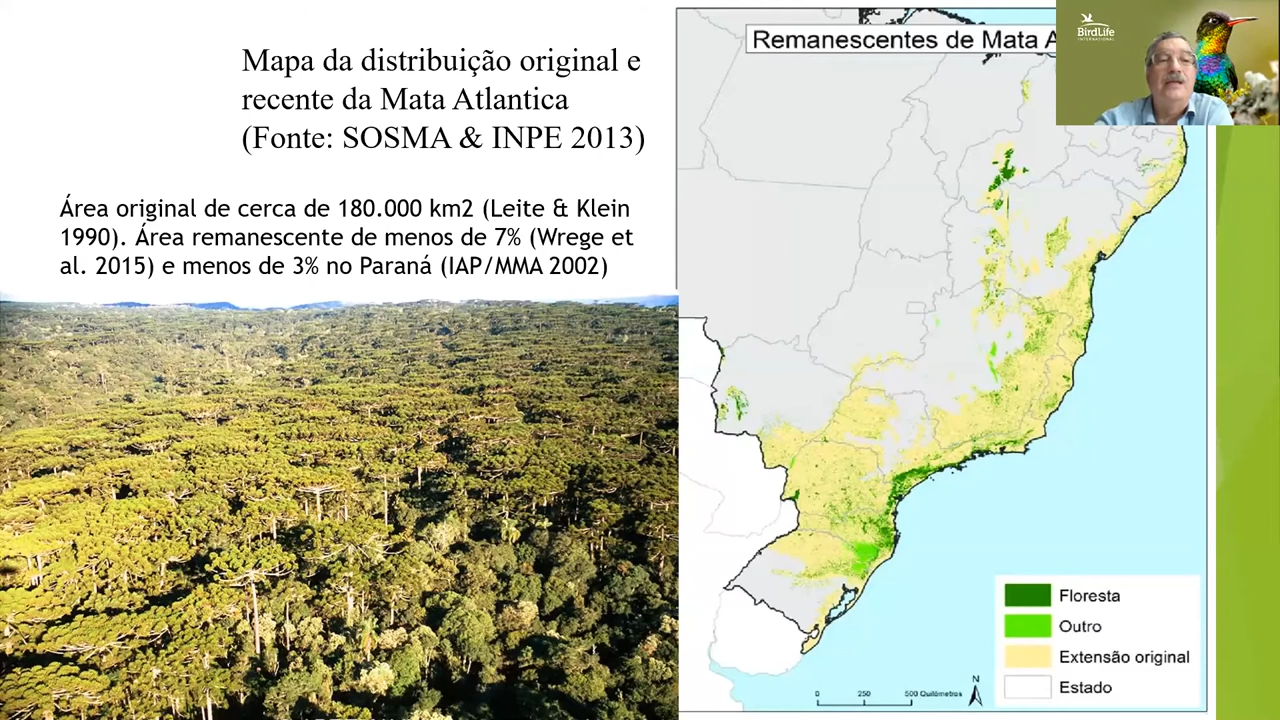 Mapa da distribuição original e
recente da Mata Atlantica
(Fonte: SOSMA & INPE 2013)
Área original de cerca de 180.000 km2 (Leite & Klein
1990). Área remanescente de menos de 7% (Wrege et
al. 2015) e menos de 3% no Paraná (IAP/MMA 2002)
Remanescentes de Mata A
BirdLife
INTERNATIONAL
Floresta
Outro
Extensão original
Estado
N
0 250 500 Quilômetros